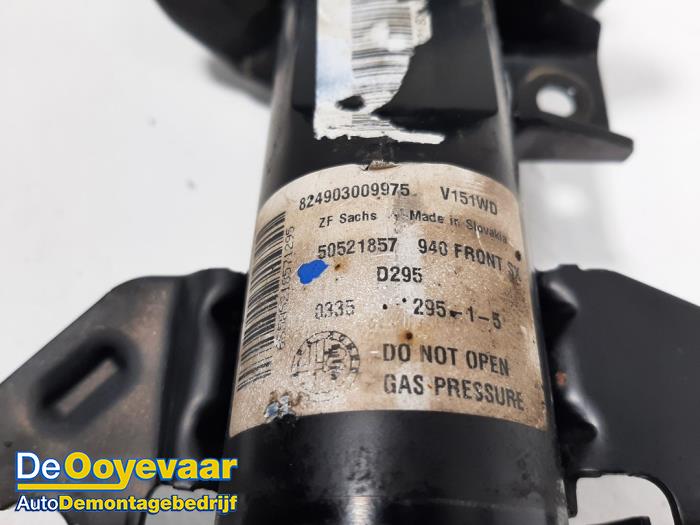 824903009975 V151WD
ZF Sachs Made in Slovakia
50521857 940 FRONT SX
D295
0335 295-1-5
DO NOT OPEN
GAS PRESSURE
De Ooyevaar
AutoDemontagebedrijf